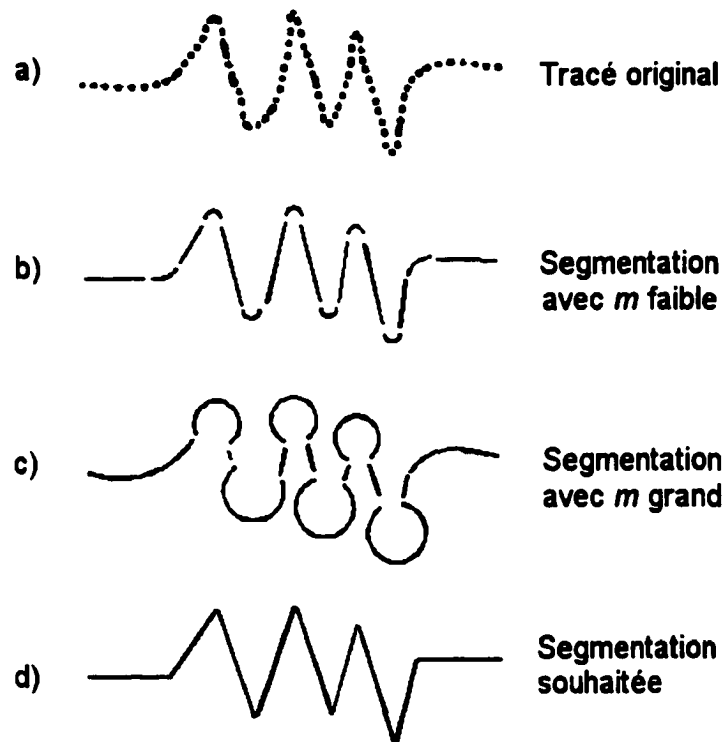 a)
Tracé original
b)
Segmentation
avec m faible
c)
Segmentation
avec m grand
d)
Segmentation
souhaitée